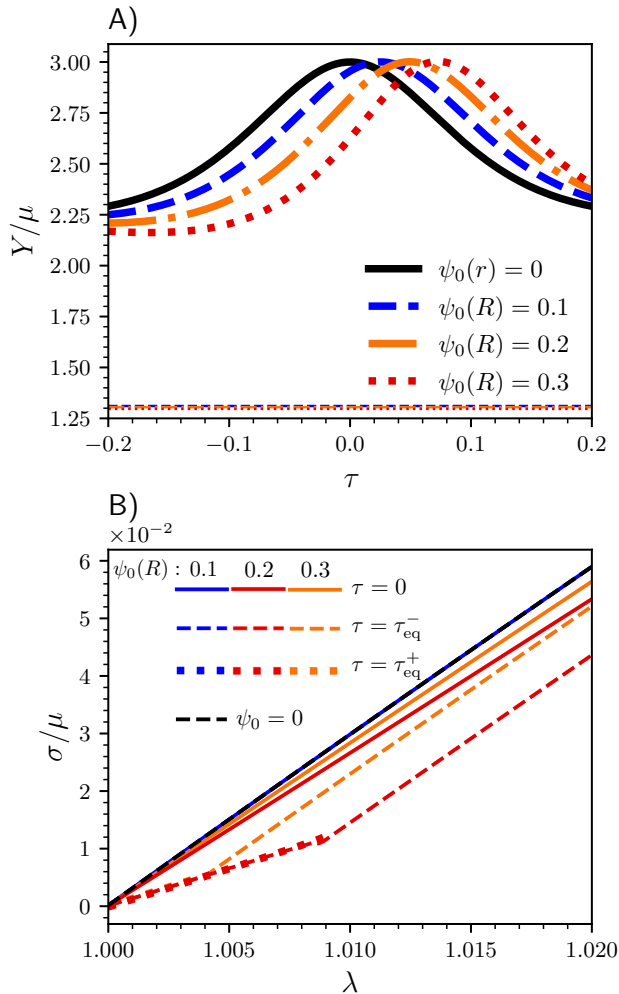 A)
3.00
2.75
2.50
2.25
2.00
1.75
1.50
1.25
Y/μ
ψ₀(r) = 0
ψ₀(R) = 0.1
ψ₀(R) = 0.2
ψ₀(R) = 0.3
−0.2 −0.1 0.0 0.1 0.2
τ
B)
×10⁻²
6
5
4
3
2
1
0
σ/μ
ψ₀(R) : 0.1 0.2 0.3
τ = 0
τ = τ⁻eq
τ = τ⁺eq
ψ₀ = 0
1.000 1.005 1.010 1.015 1.020
λ